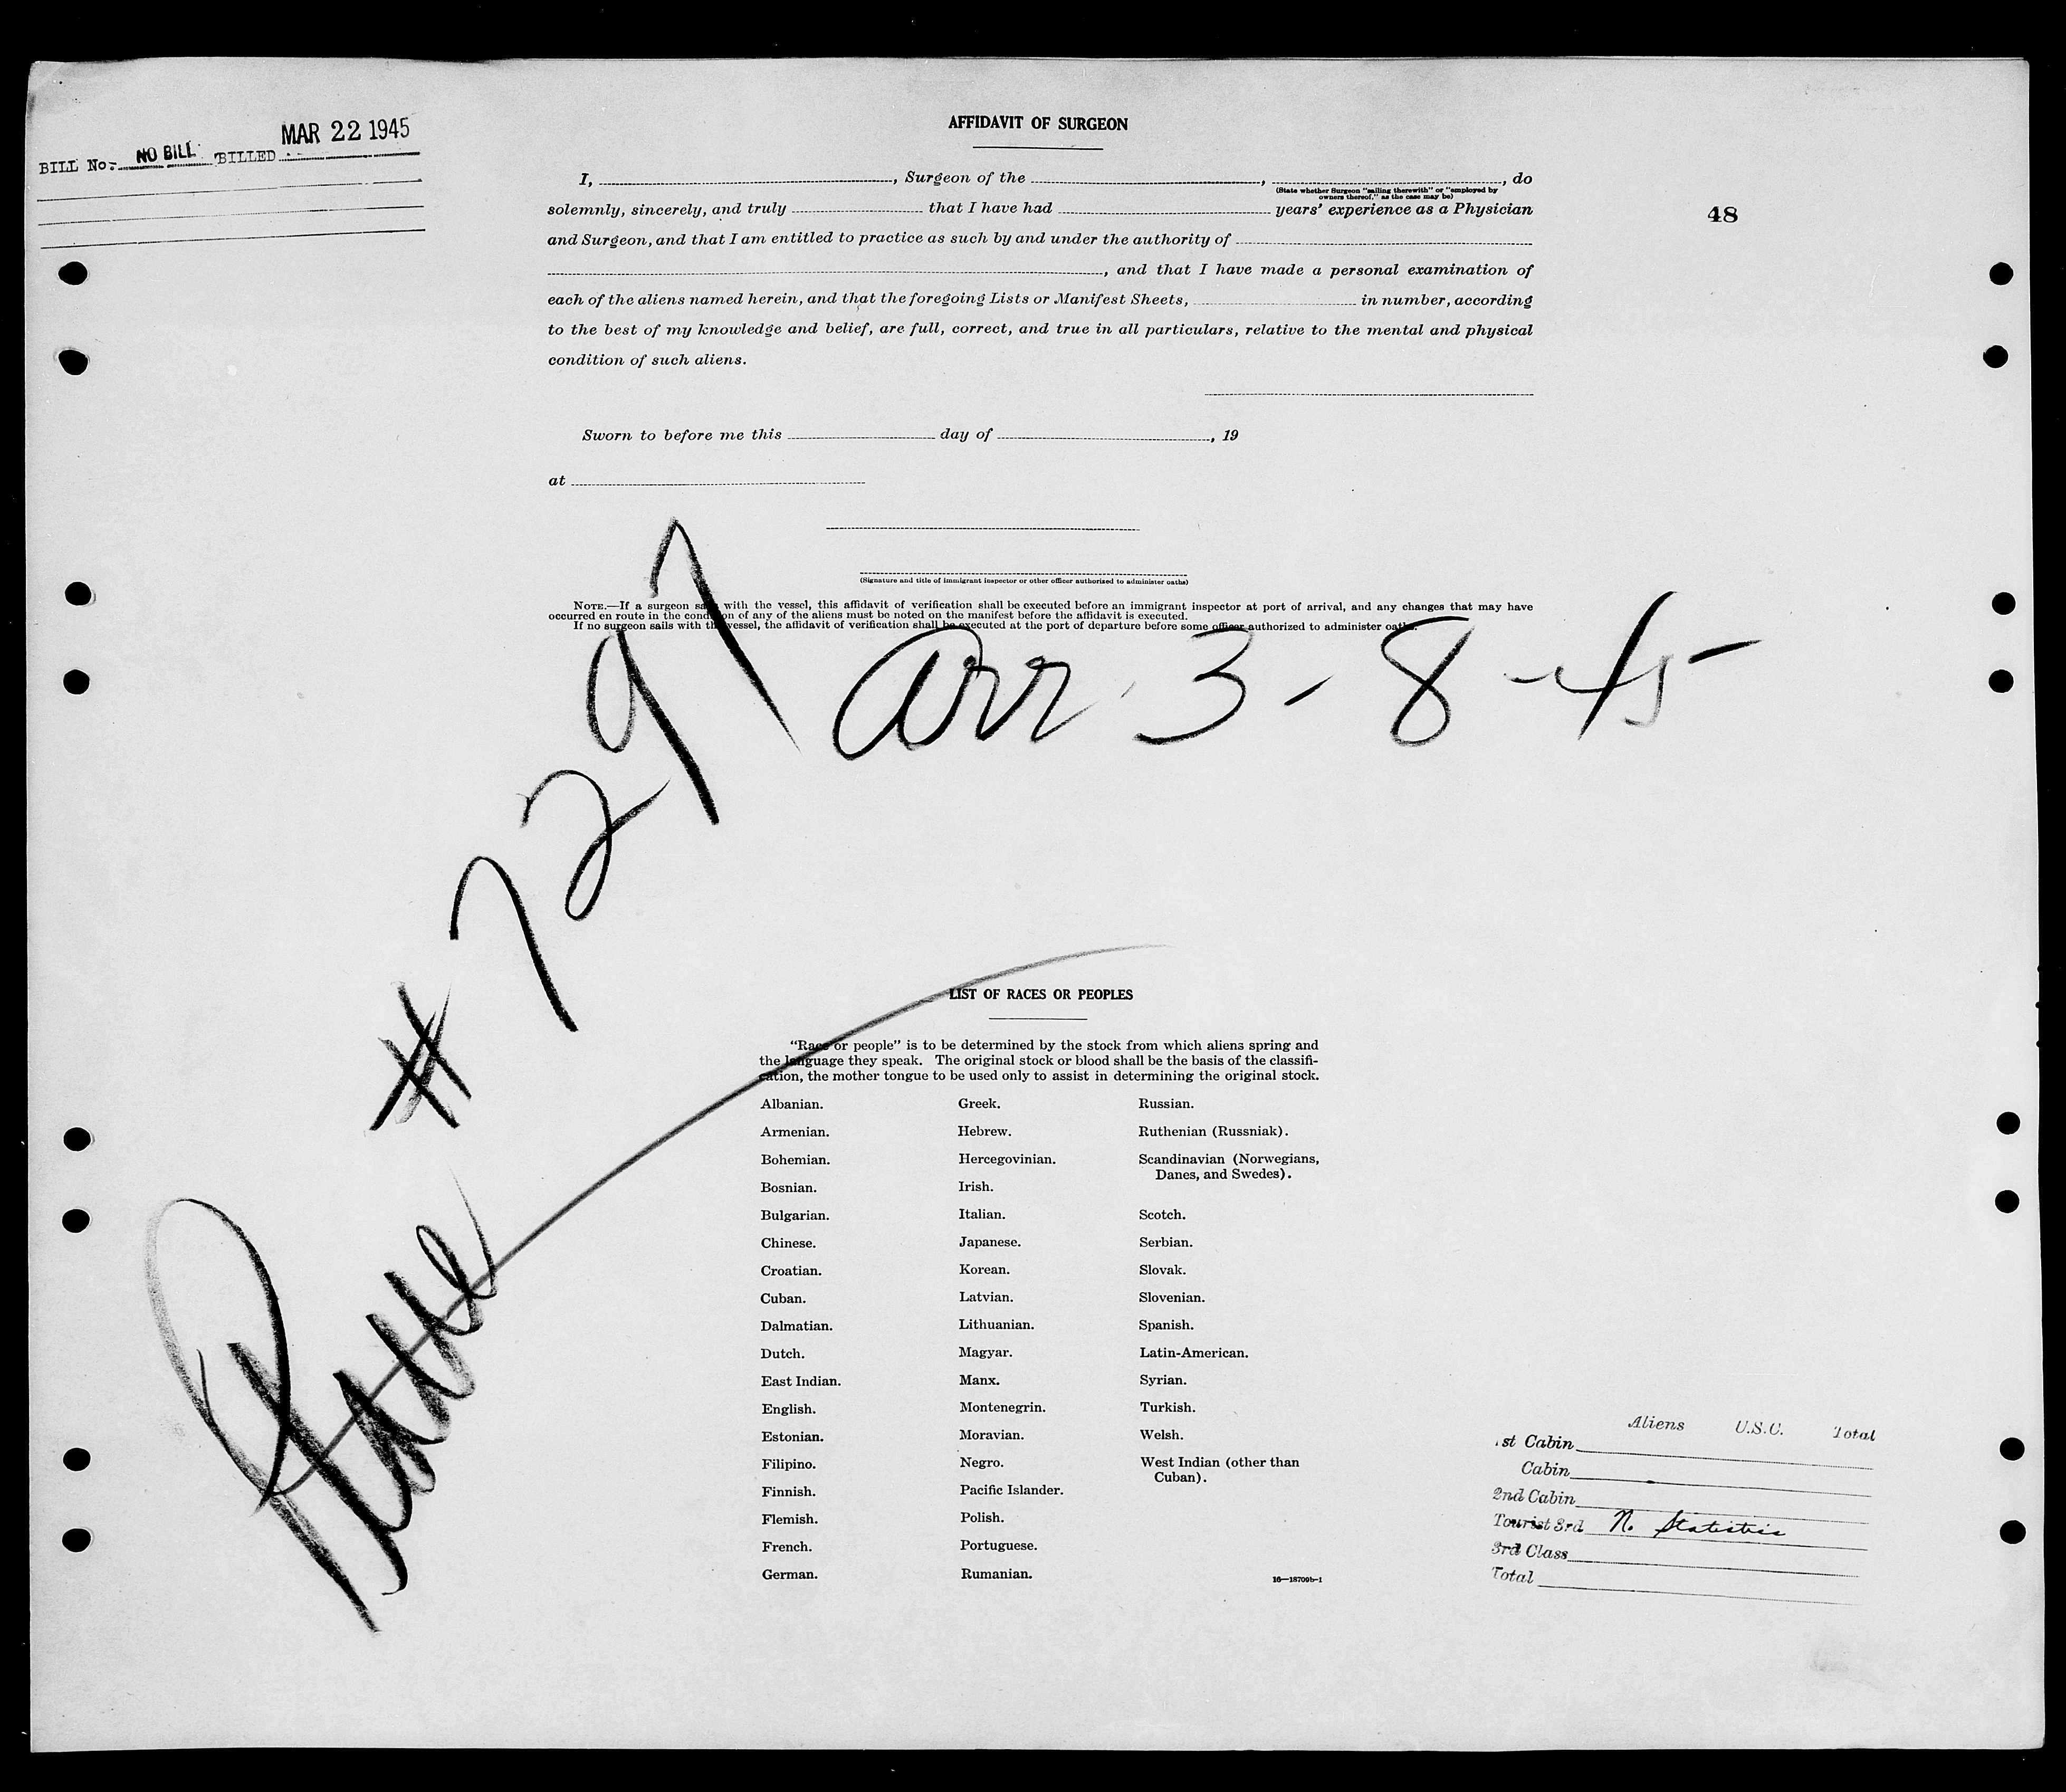 MAR 22 1945
BILL No. NO BILL BILLED
AFFIDAVIT OF SURGEON
I, , Surgeon of the , , do
(State whether Surgeon "sailing therewith" or "employed by
owners thereof," as the case may be)
solemnly, sincerely, and truly that I have had years' experience as a Physician
48
and Surgeon, and that I am entitled to practice as such by and under the authority of
, and that I have made a personal examination of
each of the aliens named herein, and that the foregoing Lists or Manifest Sheets, in number, according
to the best of my knowledge and belief, are full, correct, and true in all particulars, relative to the mental and physical
condition of such aliens.
Sworn to before me this day of , 19
at
(Signature and title of immigrant inspector or other officer authorized to administer oaths)
NOTE.—If a surgeon sails with the vessel, this affidavit of verification shall be executed before an immigrant inspector at port of arrival, and any changes that may have
occurred en route in the condition of any of the aliens must be noted on the manifest before the affidavit is executed.
If no surgeon sails with the vessel, the affidavit of verification shall be executed at the port of departure before some officer authorized to administer oaths.
# 7297
Arr 3-8-45
LIST OF RACES OR PEOPLES
"Race or people" is to be determined by the stock from which aliens spring and
the language they speak. The original stock or blood shall be the basis of the classifi-
cation, the mother tongue to be used only to assist in determining the original stock.
Albanian.
Armenian.
Bohemian.
Bosnian.
Bulgarian.
Chinese.
Croatian.
Cuban.
Dalmatian.
Dutch.
East Indian.
English.
Estonian.
Filipino.
Finnish.
Flemish.
French.
German.
Greek.
Hebrew.
Hercegovinian.
Irish.
Italian.
Japanese.
Korean.
Latvian.
Lithuanian.
Magyar.
Manx.
Montenegrin.
Moravian.
Negro.
Pacific Islander.
Polish.
Portuguese.
Rumanian.
Russian.
Ruthenian (Russniak).
Scandinavian (Norwegians,
Danes, and Swedes).
Scotch.
Serbian.
Slovak.
Slovenian.
Spanish.
Latin-American.
Syrian.
Turkish.
Welsh.
West Indian (other than
Cuban).
16—18709b-1
Aliens U.S.C. Total
1st Cabin
Cabin
2nd Cabin
Tourist 3rd N. Statistic
3rd Class
Total